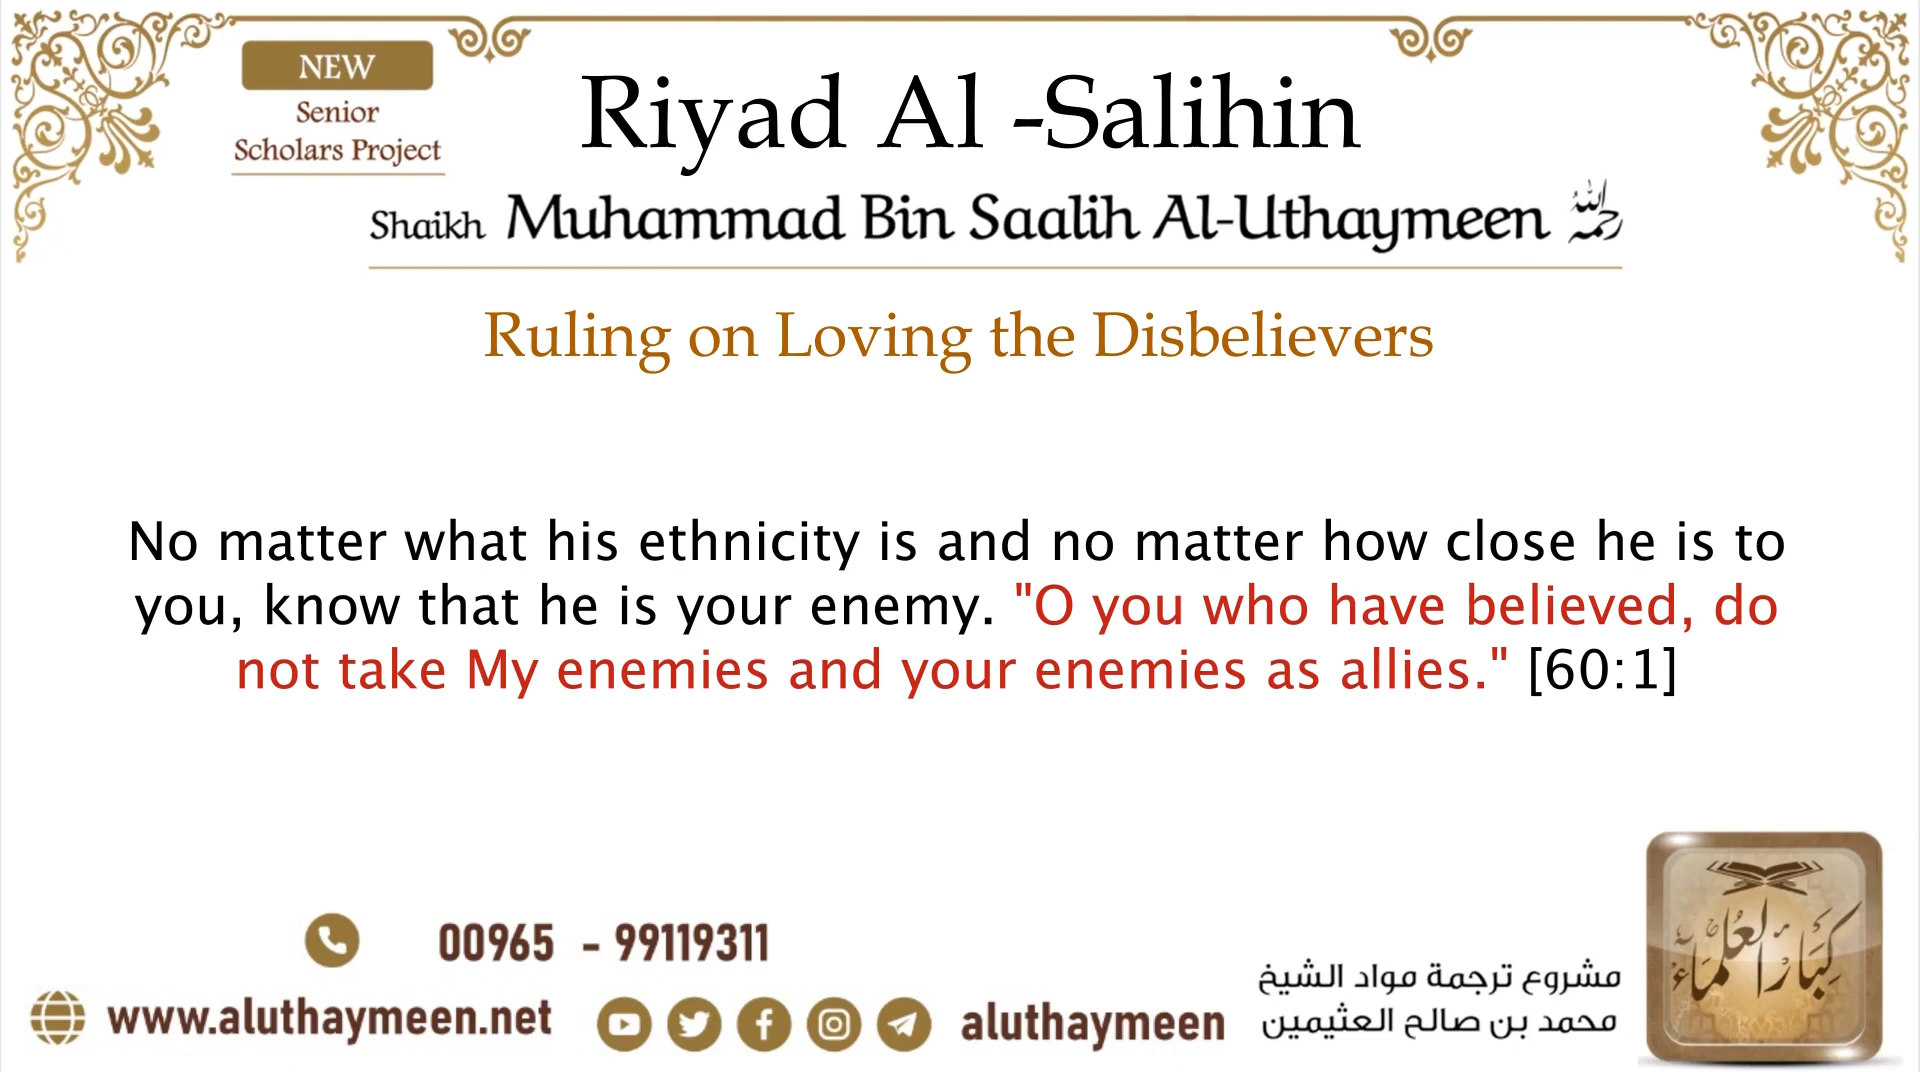 NEW
Senior
Scholars Project
Riyad Al -Salihin
Shaikh Muhammad Bin Saalih Al-Uthaymeen رحمه الله
Ruling on Loving the Disbelievers
No matter what his ethnicity is and no matter how close he is to
you, know that he is your enemy. "O you who have believed, do
not take My enemies and your enemies as allies." [60:1]
00965 - 99119311
www.aluthaymeen.net
aluthaymeen
مشروع ترجمة مواد الشيخ
محمد بن صالح العثيمين
كبار العلماء